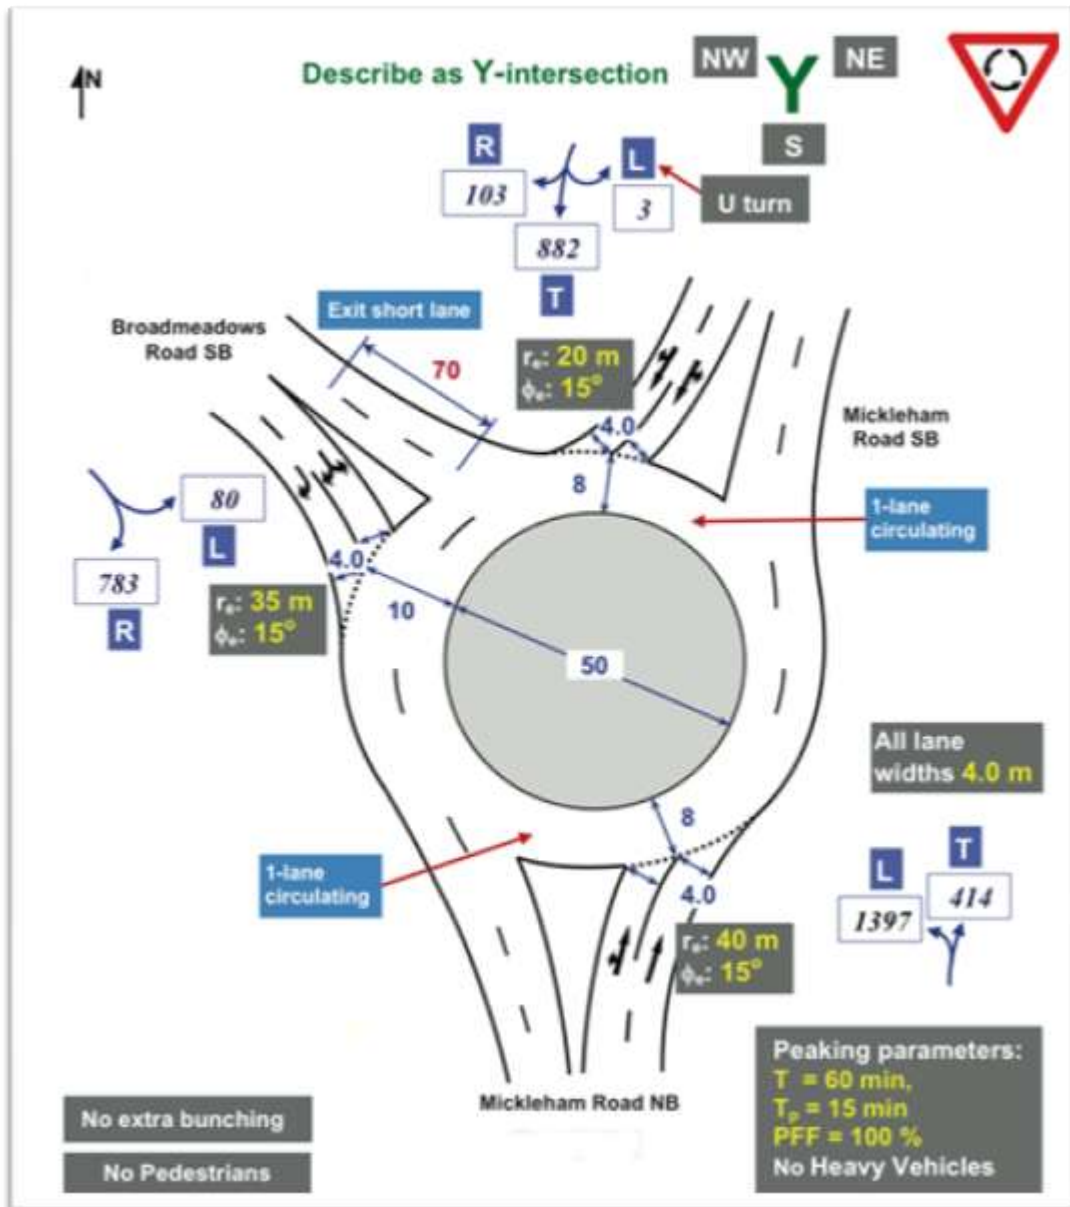 N
Describe as Y-intersection
NW
Y
NE
S
R
L
103
3
U turn
882
T
Exit short lane
Broadmeadows
Road SB
70
rₑ: 20 m
ϕₑ: 15°
4.0
Mickleham
Road SB
8
80
L
783
R
4.0
rₑ: 35 m
ϕₑ: 15°
10
50
1-lane
circulating
All lane
widths 4.0 m
8
1-lane
circulating
4.0
L
T
1397
414
rₑ: 40 m
ϕₑ: 15°
Mickleham Road NB
Peaking parameters:
T = 60 min,
Tₚ = 15 min
PFF = 100 %
No Heavy Vehicles
No extra bunching
No Pedestrians